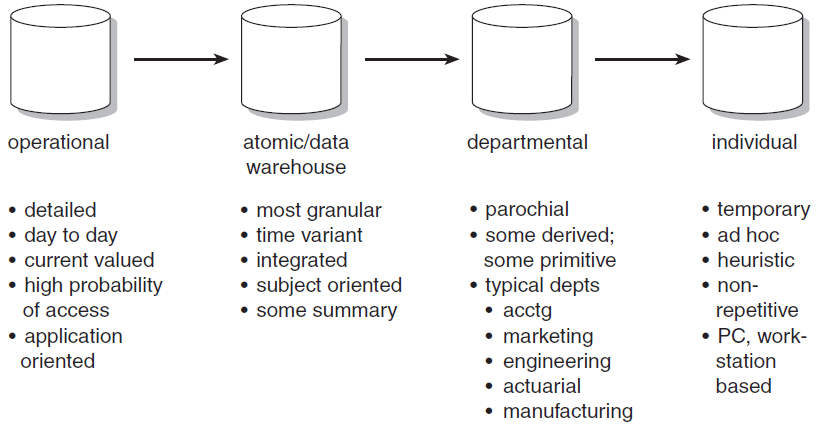 operational
• detailed
• day to day
• current valued
• high probability
of access
• application
oriented
atomic/data
warehouse
• most granular
• time variant
• integrated
• subject oriented
• some summary
departmental
• parochial
• some derived;
some primitive
• typical depts
• acctg
• marketing
• engineering
• actuarial
• manufacturing
individual
• temporary
• ad hoc
• heuristic
• non-
repetitive
• PC, work-
station
based